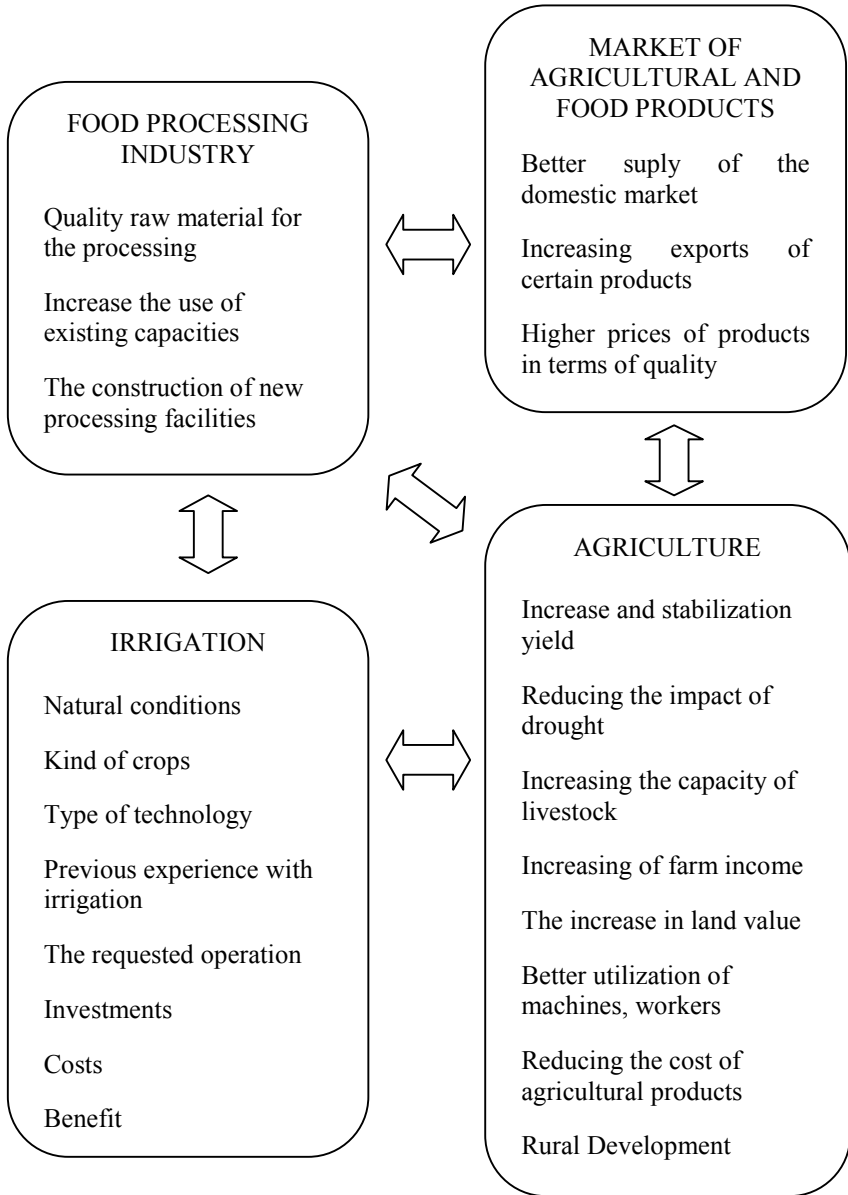 FOOD PROCESSING
INDUSTRY
Quality raw material for
the processing
Increase the use of
existing capacities
The construction of new
processing facilities
MARKET OF
AGRICULTURAL AND
FOOD PRODUCTS
Better suply of the
domestic market
Increasing exports of
certain products
Higher prices of products
in terms of quality
IRRIGATION
Natural conditions
Kind of crops
Type of technology
Previous experience with
irrigation
The requested operation
Investments
Costs
Benefit
AGRICULTURE
Increase and stabilization
yield
Reducing the impact of
drought
Increasing the capacity of
livestock
Increasing of farm income
The increase in land value
Better utilization of
machines, workers
Reducing the cost of
agricultural products
Rural Development